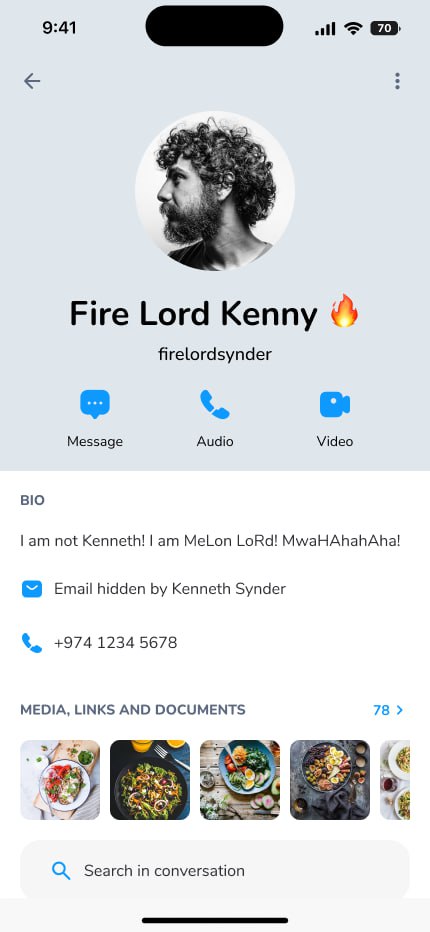 9:41
70
Fire Lord Kenny 🔥
firelordsynder
Message
Audio
Video
BIO
I am not Kenneth! I am MeLon LoRd! MwaHAhahAha!
Email hidden by Kenneth Synder
+974 1234 5678
MEDIA, LINKS AND DOCUMENTS
78
Search in conversation